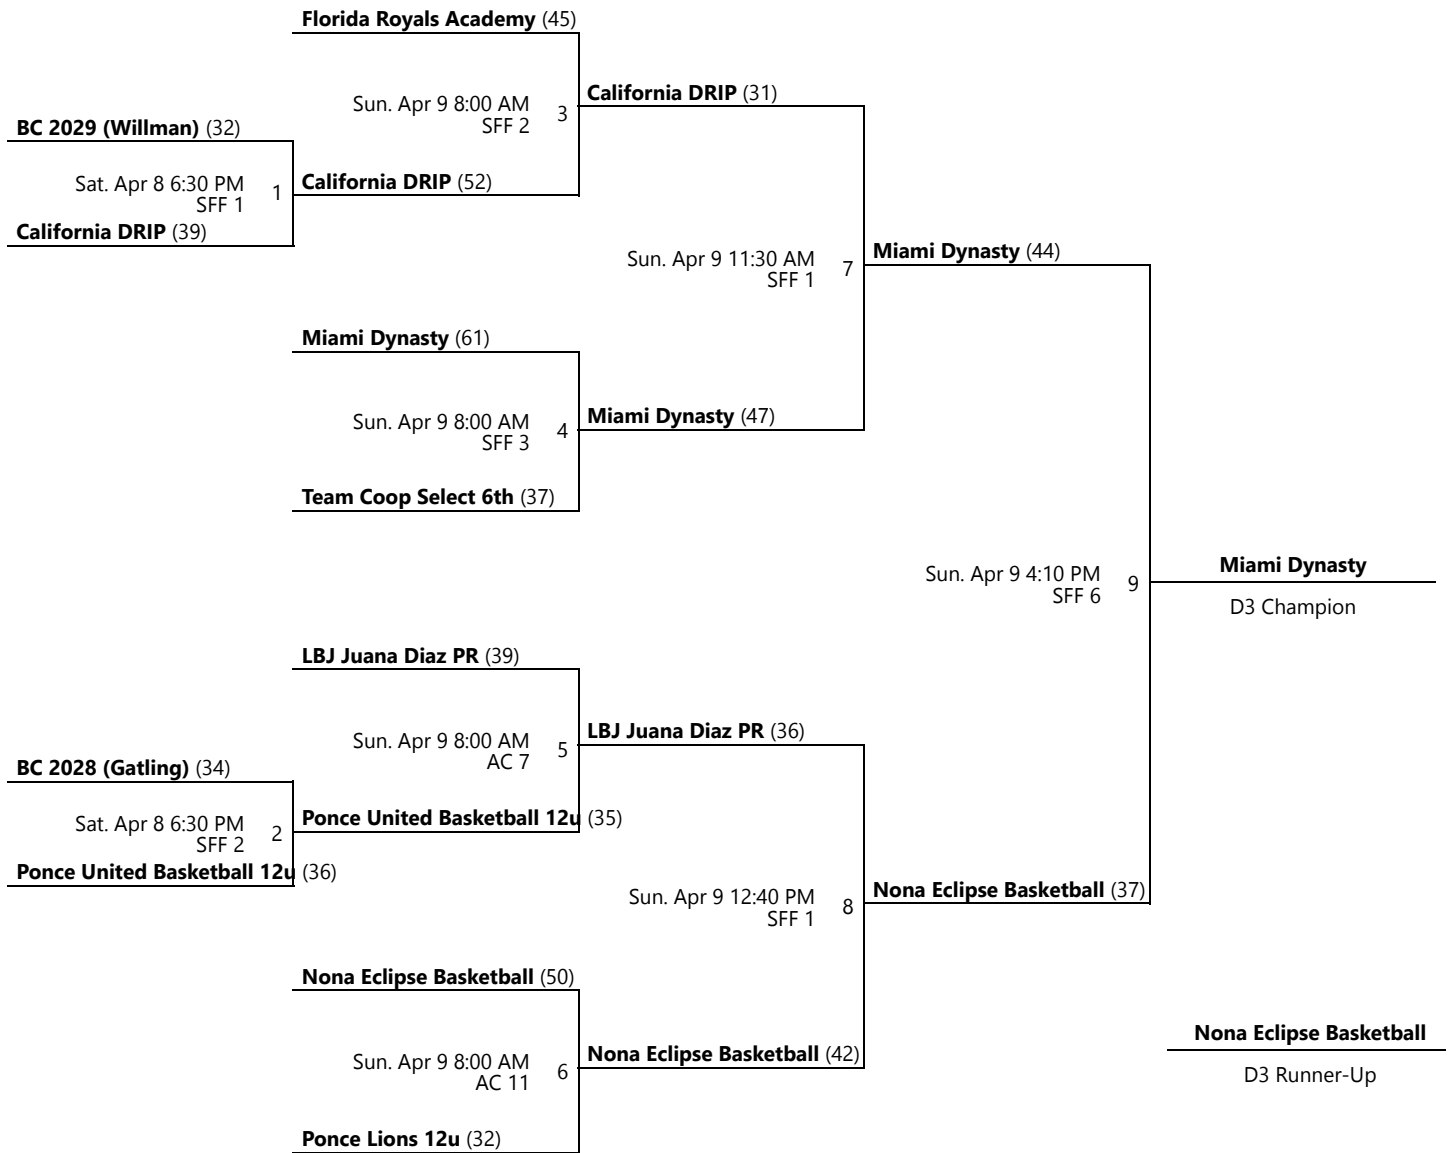 Florida Royals Academy (45)
Sun. Apr 9 8:00 AM
SFF 2
3
California DRIP (31)
BC 2029 (Willman) (32)
Sat. Apr 8 6:30 PM
SFF 1
1
California DRIP (52)
California DRIP (39)
Sun. Apr 9 11:30 AM
SFF 1
7
Miami Dynasty (44)
Miami Dynasty (61)
Sun. Apr 9 8:00 AM
SFF 3
4
Miami Dynasty (47)
Team Coop Select 6th (37)
Sun. Apr 9 4:10 PM
SFF 6
9
Miami Dynasty
D3 Champion
LBJ Juana Diaz PR (39)
Sun. Apr 9 8:00 AM
AC 7
5
LBJ Juana Diaz PR (36)
BC 2028 (Gatling) (34)
Sat. Apr 8 6:30 PM
SFF 2
2
Ponce United Basketball 12u (35)
Ponce United Basketball 12u (36)
Sun. Apr 9 12:40 PM
SFF 1
8
Nona Eclipse Basketball (37)
Nona Eclipse Basketball (50)
Sun. Apr 9 8:00 AM
AC 11
6
Nona Eclipse Basketball (42)
Nona Eclipse Basketball
D3 Runner-Up
Ponce Lions 12u (32)